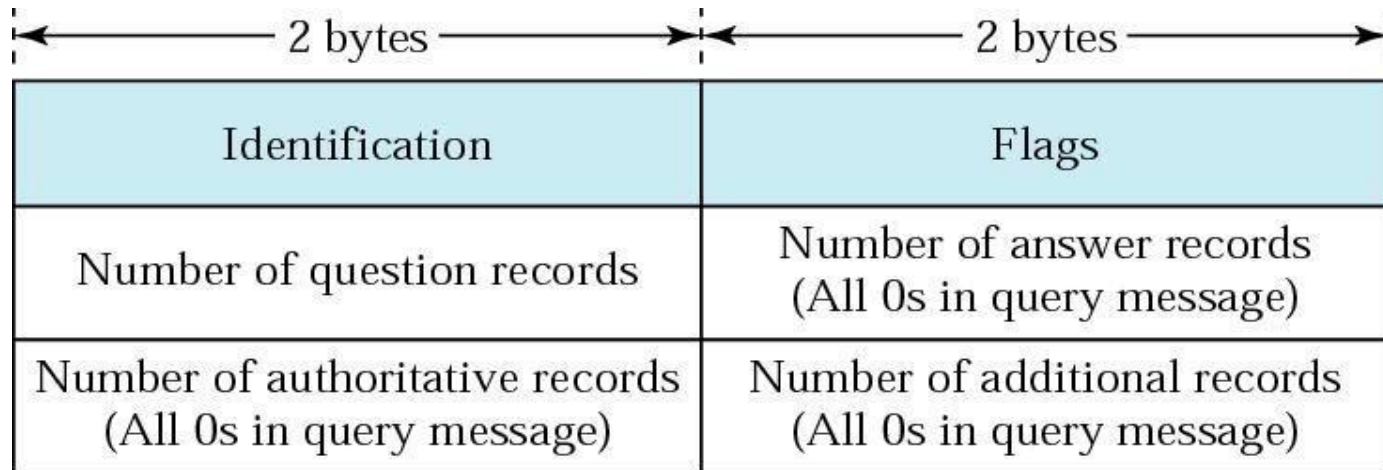 2 bytes
2 bytes
Identification
Flags
Number of question records
Number of answer records
(All 0s in query message)
Number of authoritative records
(All 0s in query message)
Number of additional records
(All 0s in query message)